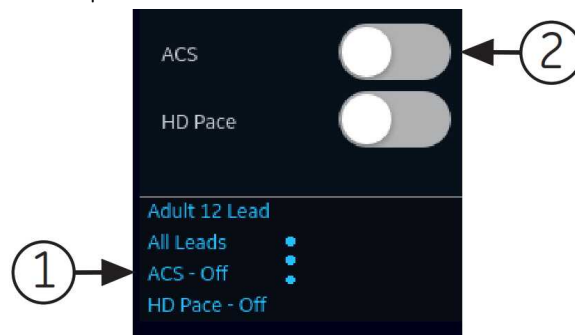 ACS
2
HD Pace
Adult 12 Lead
All Leads
1
ACS - Off
HD Pace - Off